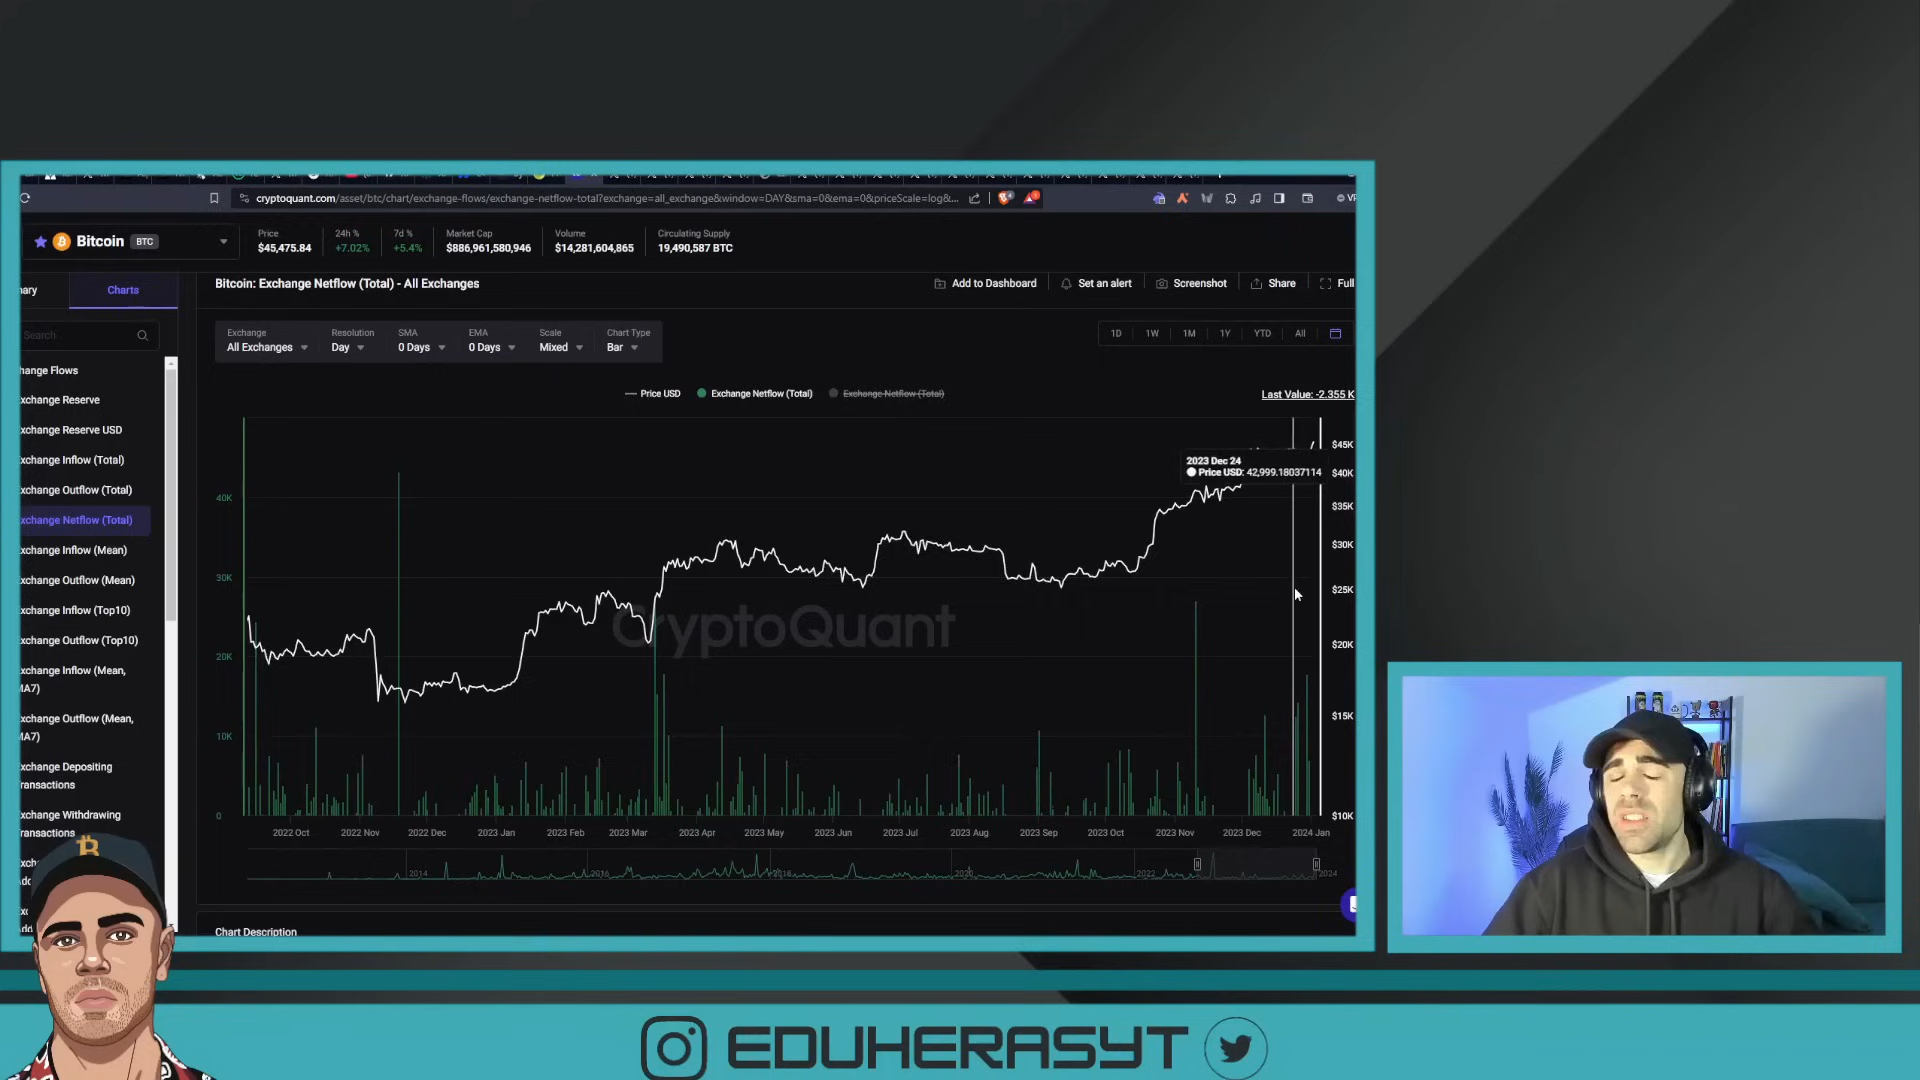 cryptoquant.com/asset/btc/chart/exchange-flows/exchange-netflow-total?exchange=all_exchange&window=DAY&sma=0&ema=0&priceScale=log&...
Bitcoin BTC
Price 24h % 7d % Market Cap Volume Circulating Supply
$45,475.84 +7.02% +5.4% $886,961,580,946 $14,281,604,865 19,490,587 BTC
ary Charts
Bitcoin: Exchange Netflow (Total) - All Exchanges
Add to Dashboard Set an alert Screenshot Share Full
Search
Exchange Resolution SMA EMA Scale Chart Type
All Exchanges Day 0 Days 0 Days Mixed Bar
1D 1W 1M 1Y YTD All
hange Flows
xchange Reserve
xchange Reserve USD
xchange Inflow (Total)
xchange Outflow (Total)
xchange Netflow (Total)
xchange Inflow (Mean)
xchange Outflow (Mean)
xchange Inflow (Top10)
xchange Outflow (Top10)
xchange Inflow (Mean,
MA7)
xchange Outflow (Mean,
MA7)
xchange Depositing
ransactions
xchange Withdrawing
ransactions
Price USD Exchange Netflow (Total) Exchange Netflow (Total)
Last Value: -2.355 K
2023 Dec 24
Price USD: 42,999.18037114
40K
30K
20K
10K
0
$45K
$40K
$35K
$30K
$25K
$20K
$15K
$10K
CryptoQuant
2022 Oct 2022 Nov 2022 Dec 2023 Jan 2023 Feb 2023 Mar 2023 Apr 2023 May 2023 Jun 2023 Jul 2023 Aug 2023 Sep 2023 Oct 2023 Nov 2023 Dec 2024 Jan
2014 2016 2018 2020 2022 2024
Chart Description
EDUHERASYT